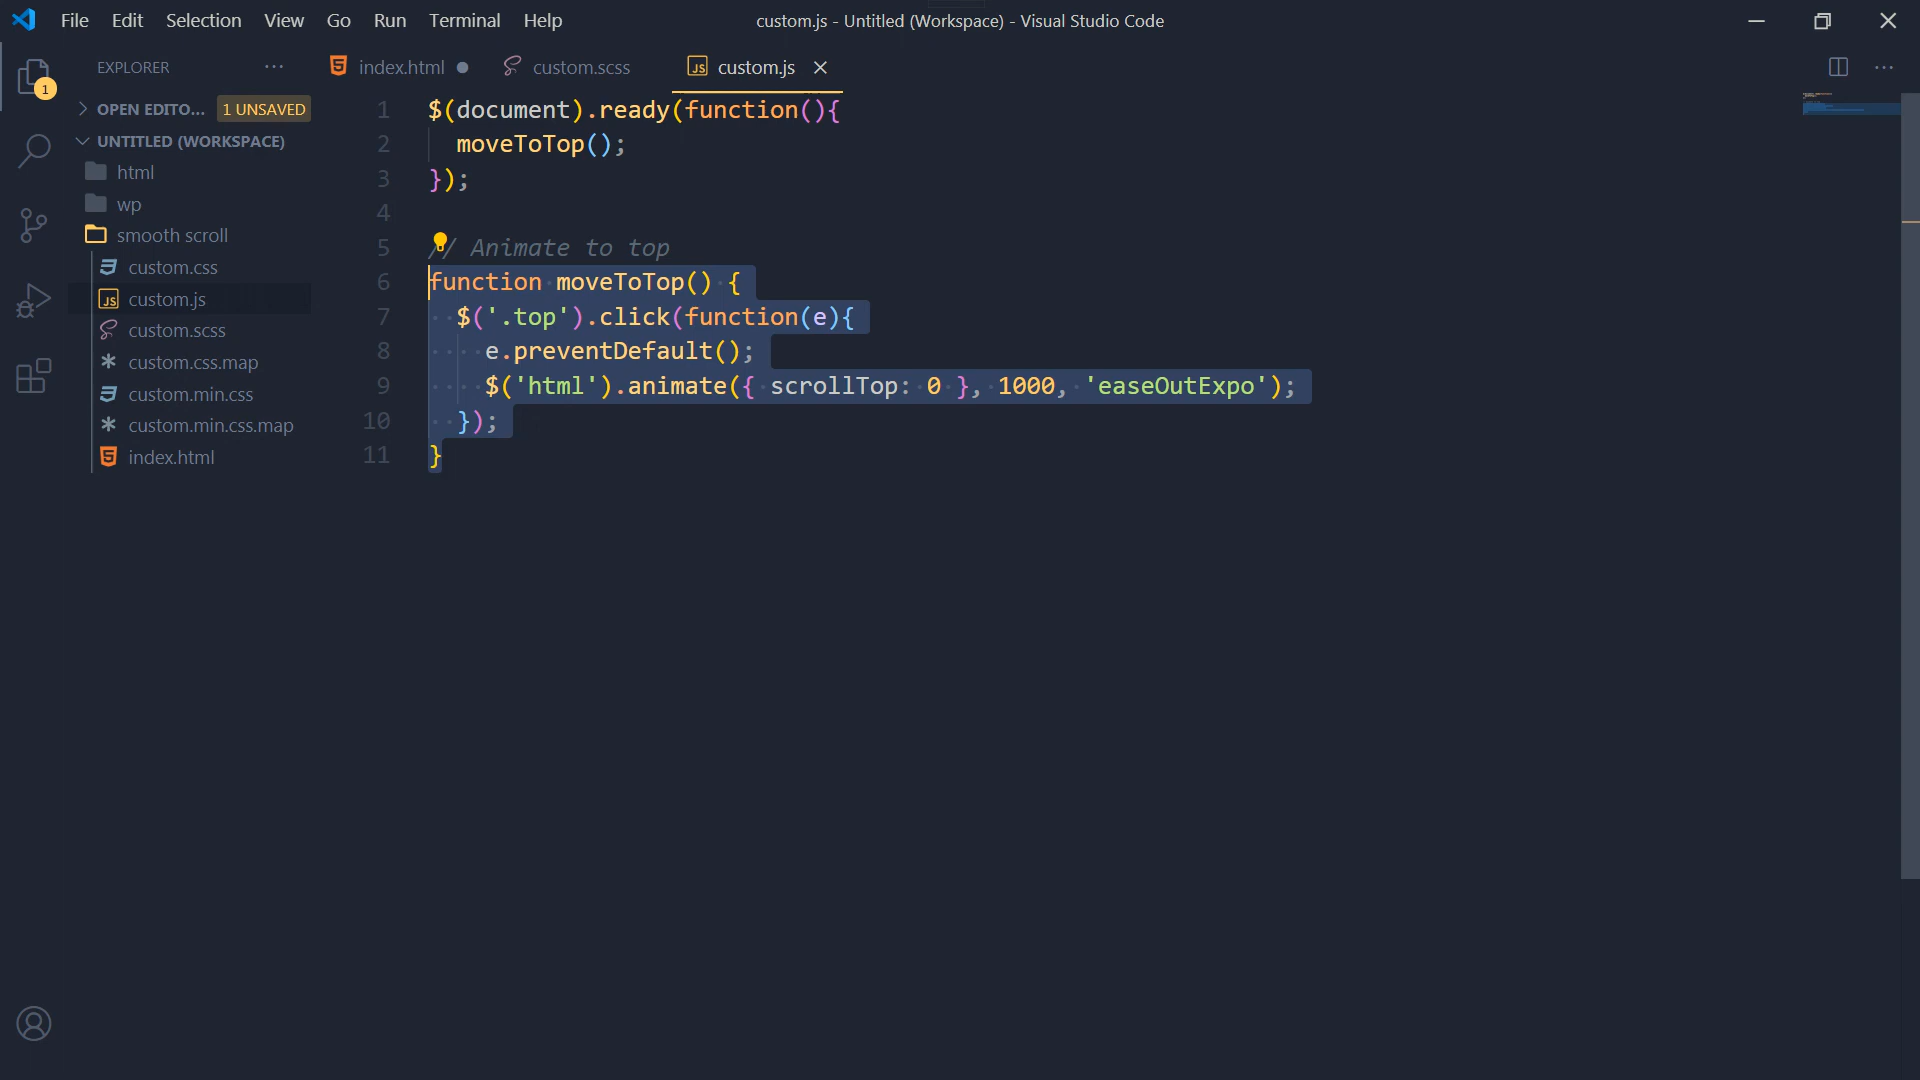 File Edit Selection View Go Run Terminal Help
custom.js - Untitled (Workspace) - Visual Studio Code
1
EXPLORER
OPEN EDITO... 1 UNSAVED
UNTITLED (WORKSPACE)
html
wp
smooth scroll
custom.css
custom.js
custom.scss
custom.css.map
custom.min.css
custom.min.css.map
index.html
index.html custom.scss custom.js
1 $(document).ready(function(){
2 moveToTop();
3 });
4
5 // Animate to top
6 function moveToTop() {
7 $('.top').click(function(e){
8 e.preventDefault();
9 $('html').animate({ scrollTop: 0 }, 1000, 'easeOutExpo');
10 });
11 }